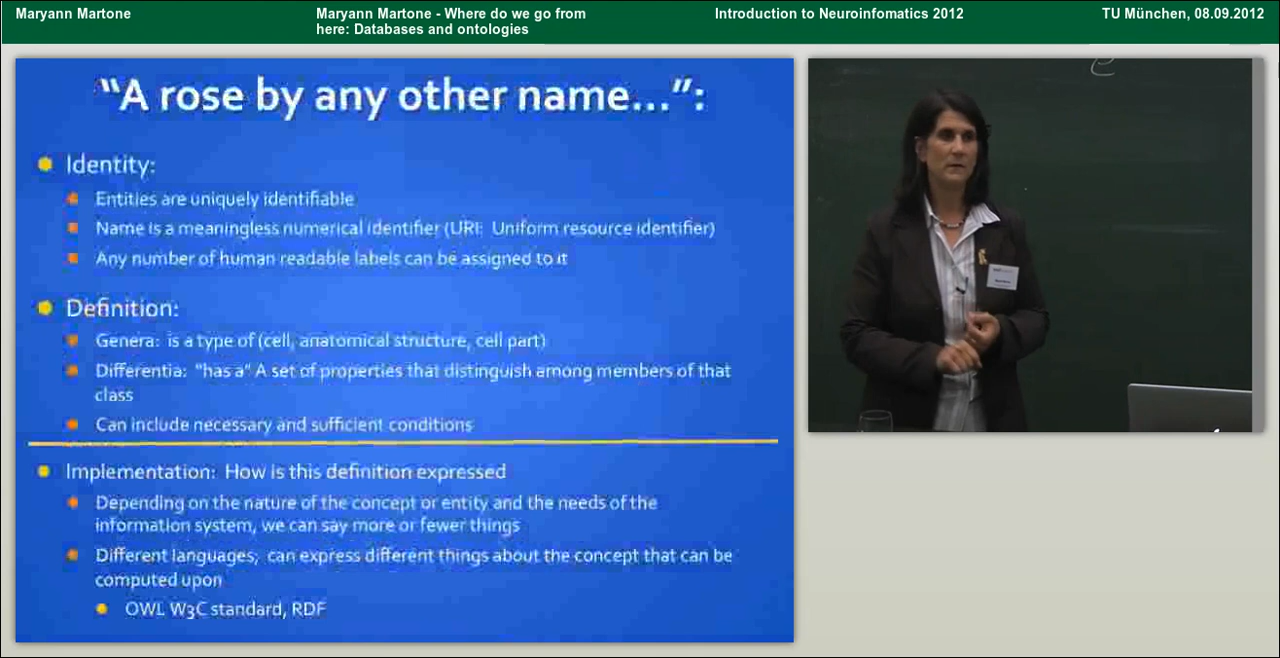 Maryann Martone
Maryann Martone - Where do we go from
here: Databases and ontologies
Introduction to Neuroinfomatics 2012
TU München, 08.09.2012
“A rose by any other name…”:
Identity:
Entities are uniquely identifiable
Name is a meaningless numerical identifier (URI: Uniform resource identifier)
Any number of human readable labels can be assigned to it
Definition:
Genera: is a type of (cell, anatomical structure, cell part)
Differentia: "has a" A set of properties that distinguish among members of that
class
Can include necessary and sufficient conditions
Implementation: How is this definition expressed
Depending on the nature of the concept or entity and the needs of the
information system, we can say more or fewer things
Different languages; can express different things about the concept that can be
computed upon
OWL W3C standard, RDF